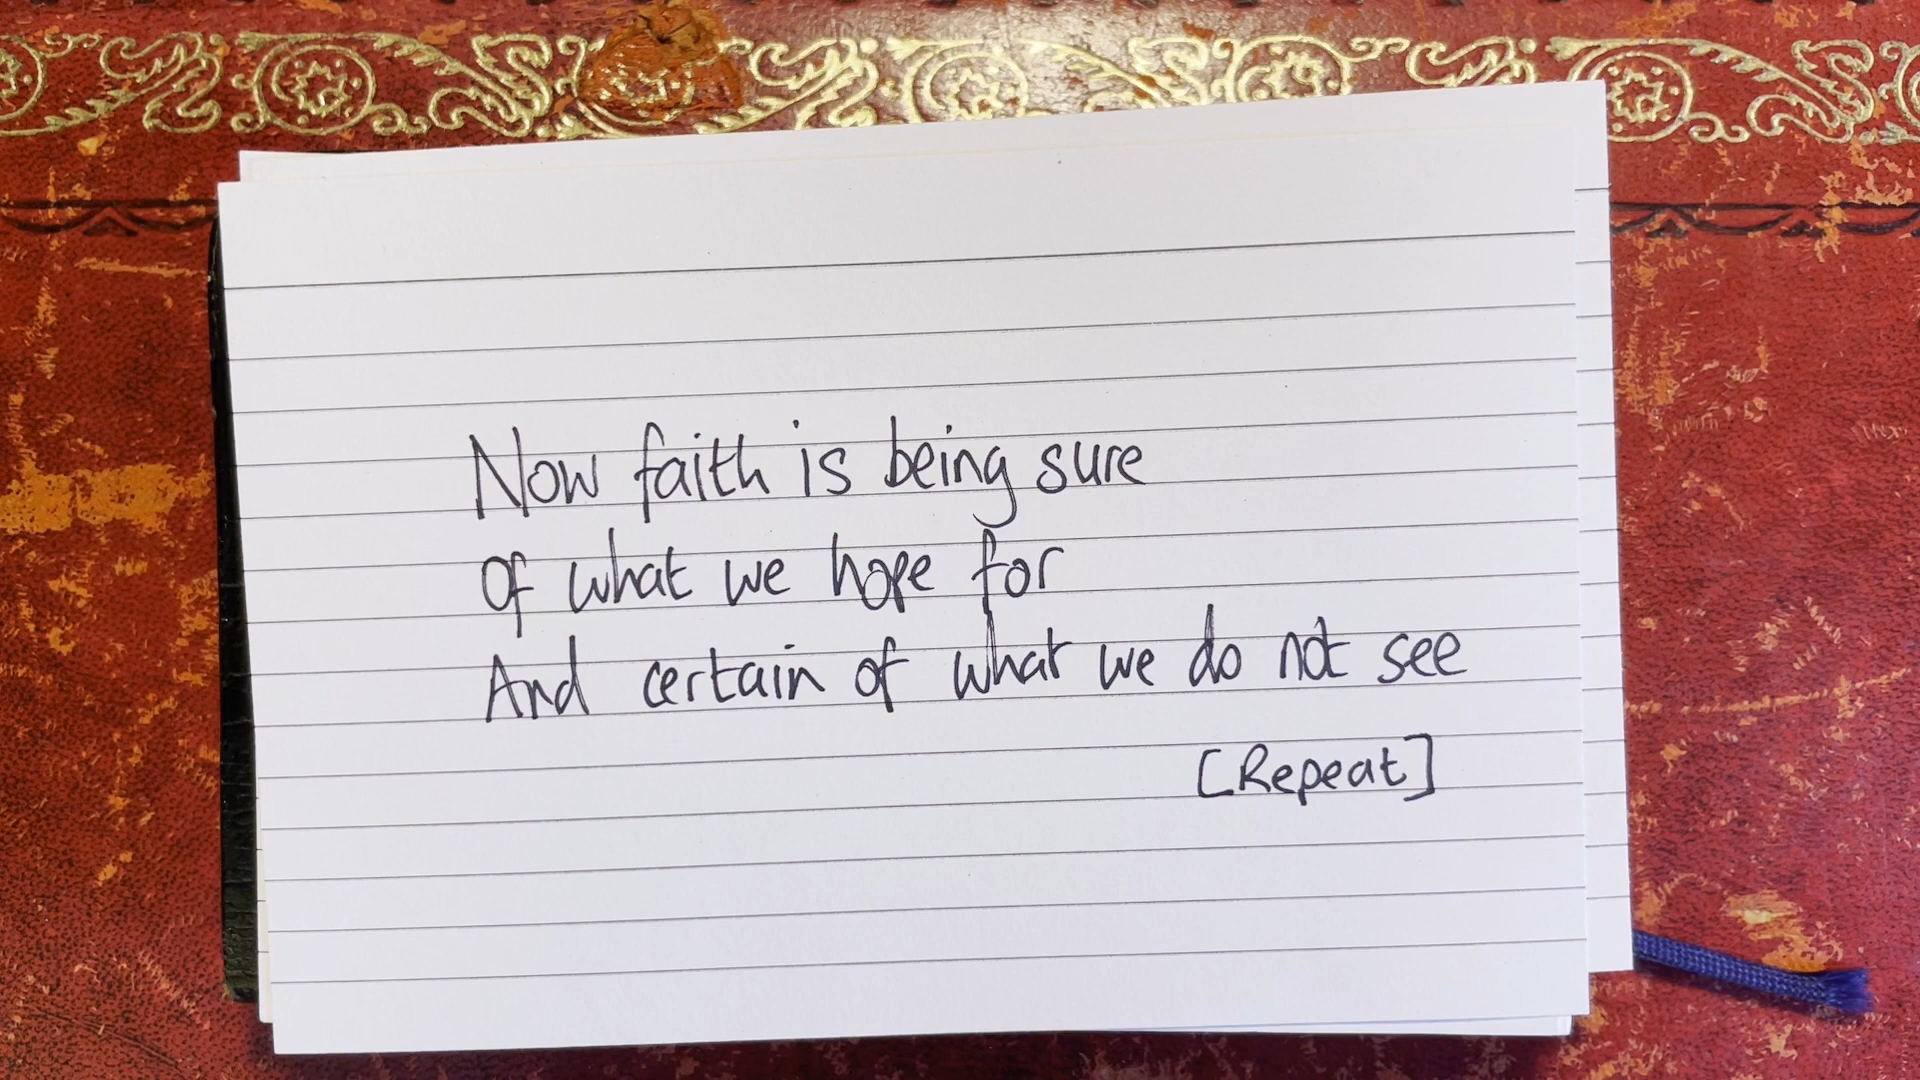 Now faith is being sure
of what we hope for
And certain of what we do not see
[Repeat]